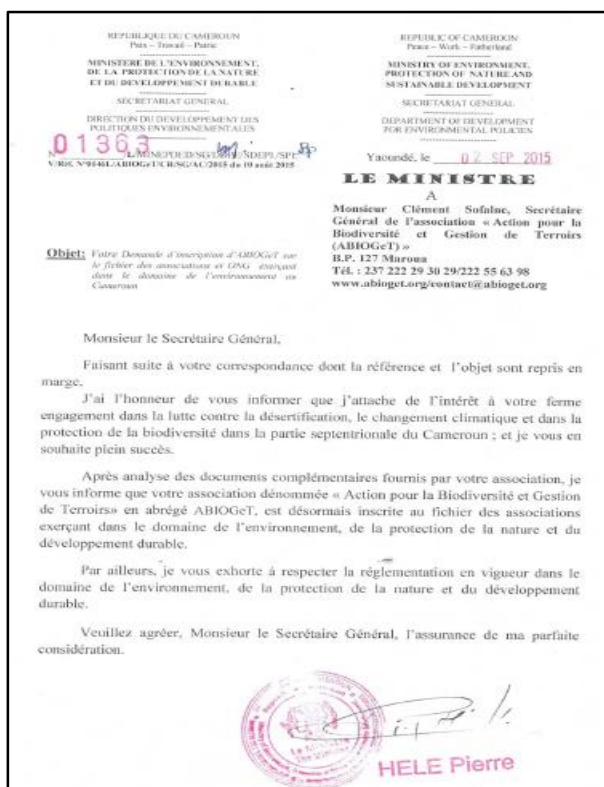 REPUBLIQUE DU CAMEROUN
Paix – Travail – Patrie
MINISTERE DE L'ENVIRONNEMENT,
DE LA PROTECTION DE LA NATURE
ET DU DEVELOPPEMENT DURABLE
SECRETARIAT GENERAL
DIRECTION DU DEVELOPPEMENT DES
POLITIQUES ENVIRONNEMENTALES
01363
V/Réf. N°0146L/ABIOGeT/CR/SG/AC/2015 du 10 août 2015
REPUBLIC OF CAMEROON
Peace – Work – Fatherland
MINISTRY OF ENVIRONMENT,
PROTECTION OF NATURE AND
SUSTAINABLE DEVELOPMENT
SECRETARIAT GENERAL
DEPARTMENT OF DEVELOPMENT
FOR ENVIRONMENTAL POLICIES
Yaoundé, le 02 SEP 2015
LE MINISTRE
A
Monsieur Clément Sofalne, Secrétaire
Général de l'association « Action pour la
Biodiversité et Gestion de Terroirs
(ABIOGeT) »
B.P. 127 Maroua
Tél. : 237 222 29 30 29/222 55 63 98
www.abioget.org/contact@abioget.org
Objet: Votre Demande d'inscription d'ABIOGeT sur
le fichier des associations et ONG exerçant
dans le domaine de l'environnement au
Cameroun
Monsieur le Secrétaire Général,
Faisant suite à votre correspondance dont la référence et l'objet sont repris en
marge,
J'ai l'honneur de vous informer que j'attache de l'intérêt à votre ferme
engagement dans la lutte contre la désertification, le changement climatique et dans la
protection de la biodiversité dans la partie septentrionale du Cameroun ; et je vous en
souhaite plein succès.
Après analyse des documents complémentaires fournis par votre association, je
vous informe que votre association dénommée « Action pour la Biodiversité et Gestion
de Terroirs» en abrégé ABIOGeT, est désormais inscrite au fichier des associations
exerçant dans le domaine de l'environnement, de la protection de la nature et du
développement durable.
Par ailleurs, je vous exhorte à respecter la réglementation en vigueur dans le
domaine de l'environnement, de la protection de la nature et du développement
durable.
Veuillez agréer, Monsieur le Secrétaire Général, l'assurance de ma parfaite
considération.
HELE Pierre